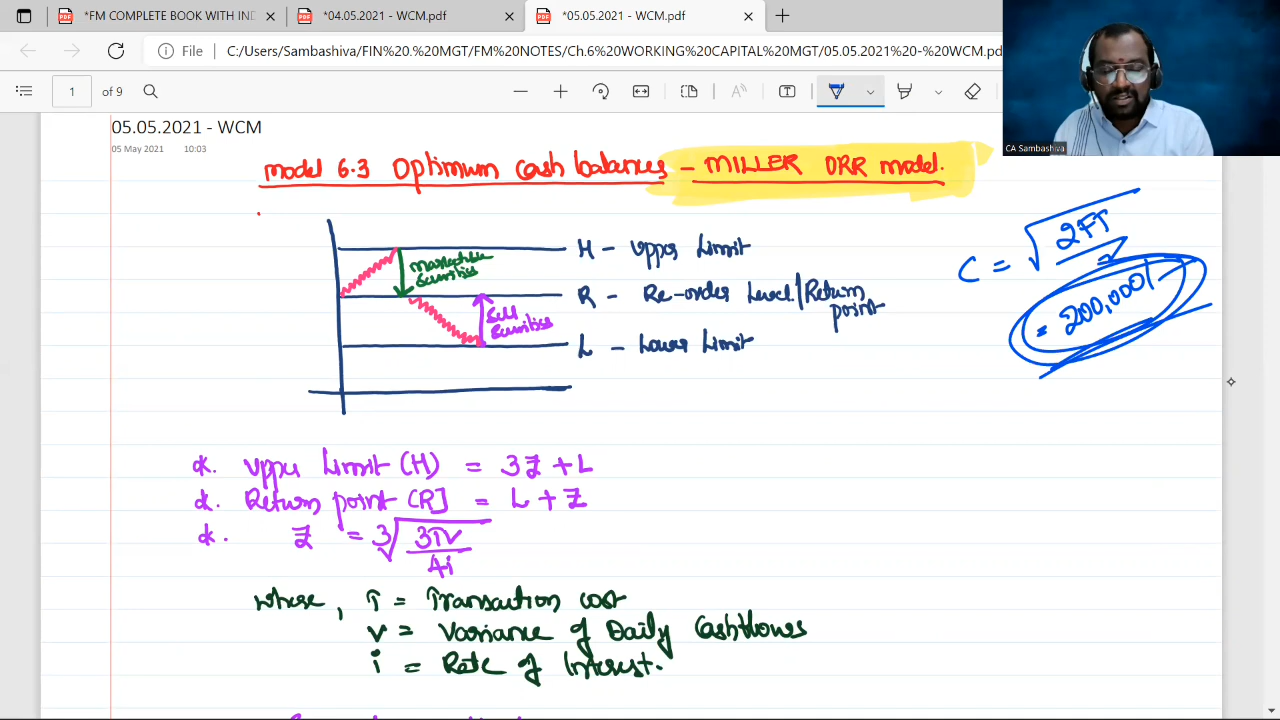 *FM COMPLETE BOOK WITH IND
*04.05.2021 - WCM.pdf
*05.05.2021 - WCM.pdf
File
C:/Users/Sambashiva/FIN%20.%20MGT/FM%20NOTES/Ch.6%20WORKING%20CAPITAL%20MGT/05.05.2021%20-%20WCM.pd
1 of 9
CA Sambashiva
05.05.2021 - WCM
05 May 2021 10:03
Model 6.3 Optimum Cash balances - MILLER ORR model.
H - Upper Limit
Marketable Securities
R - Re-order Level/Return point
Sell Securities
L - Lower Limit
C = √2FT
= 200,000/-
Upper Limit (H) = 3Z + L
Return point (R] = L + Z
Z = 3√3TV/4i
where, T = Transaction cost
V = Variance of Daily Cashflows
i = Rate of Interest.